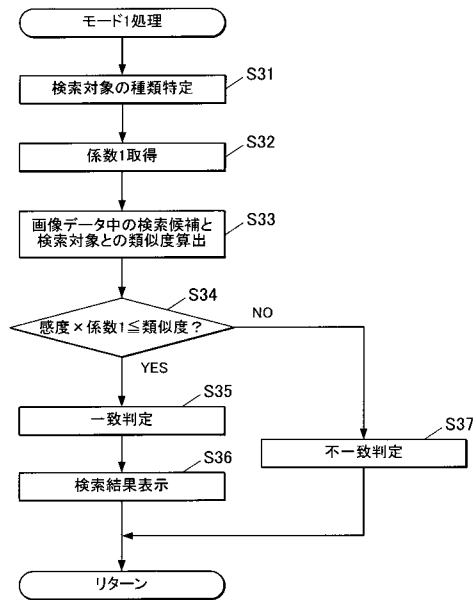 モード1処理
S31
検索対象の種類特定
S32
係数1取得
S33
画像データ中の検索候補と
検索対象との類似度算出
S34
感度×係数1≦類似度？
NO
YES
S35
一致判定
S37
不一致判定
S36
検索結果表示
リターン